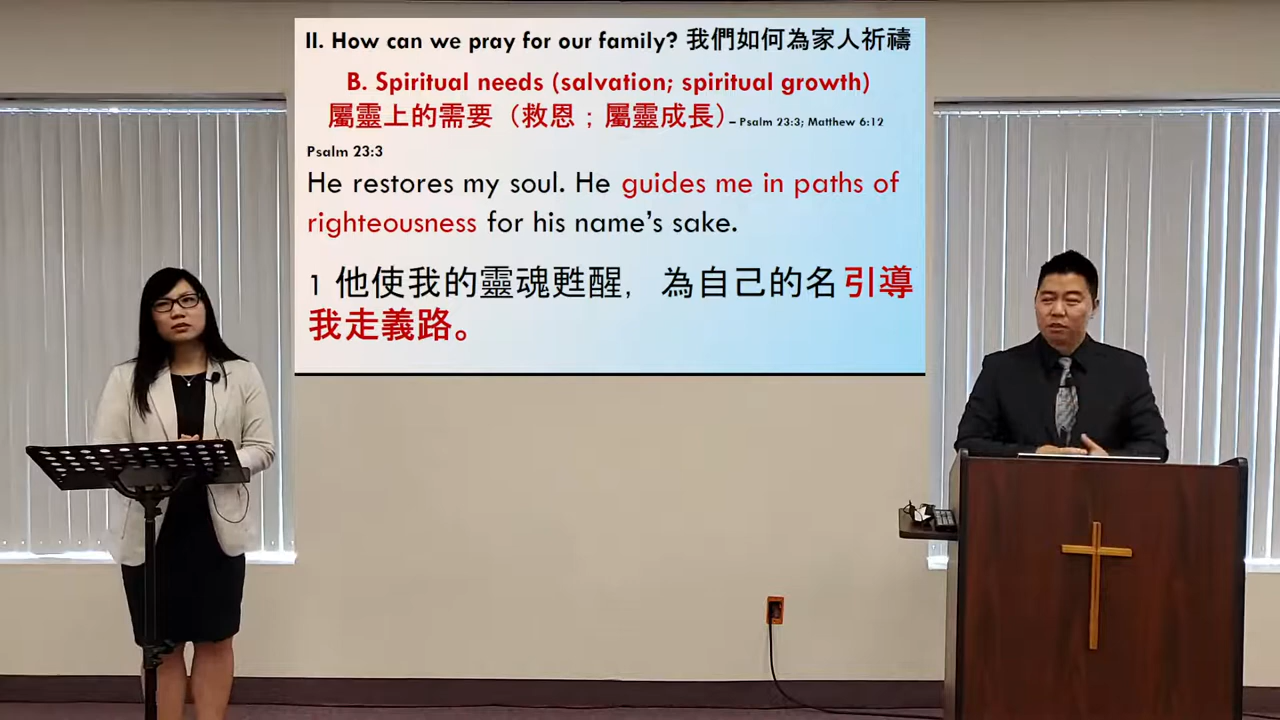 II. How can we pray for our family? 我們如何為家人祈禱
B. Spiritual needs (salvation; spiritual growth)
屬靈上的需要（救恩；屬靈成長）– Psalm 23:3; Matthew 6:12
Psalm 23:3
He restores my soul. He guides me in paths of
righteousness for his name’s sake.
1 他使我的靈魂甦醒, 為自己的名引導
我走義路。